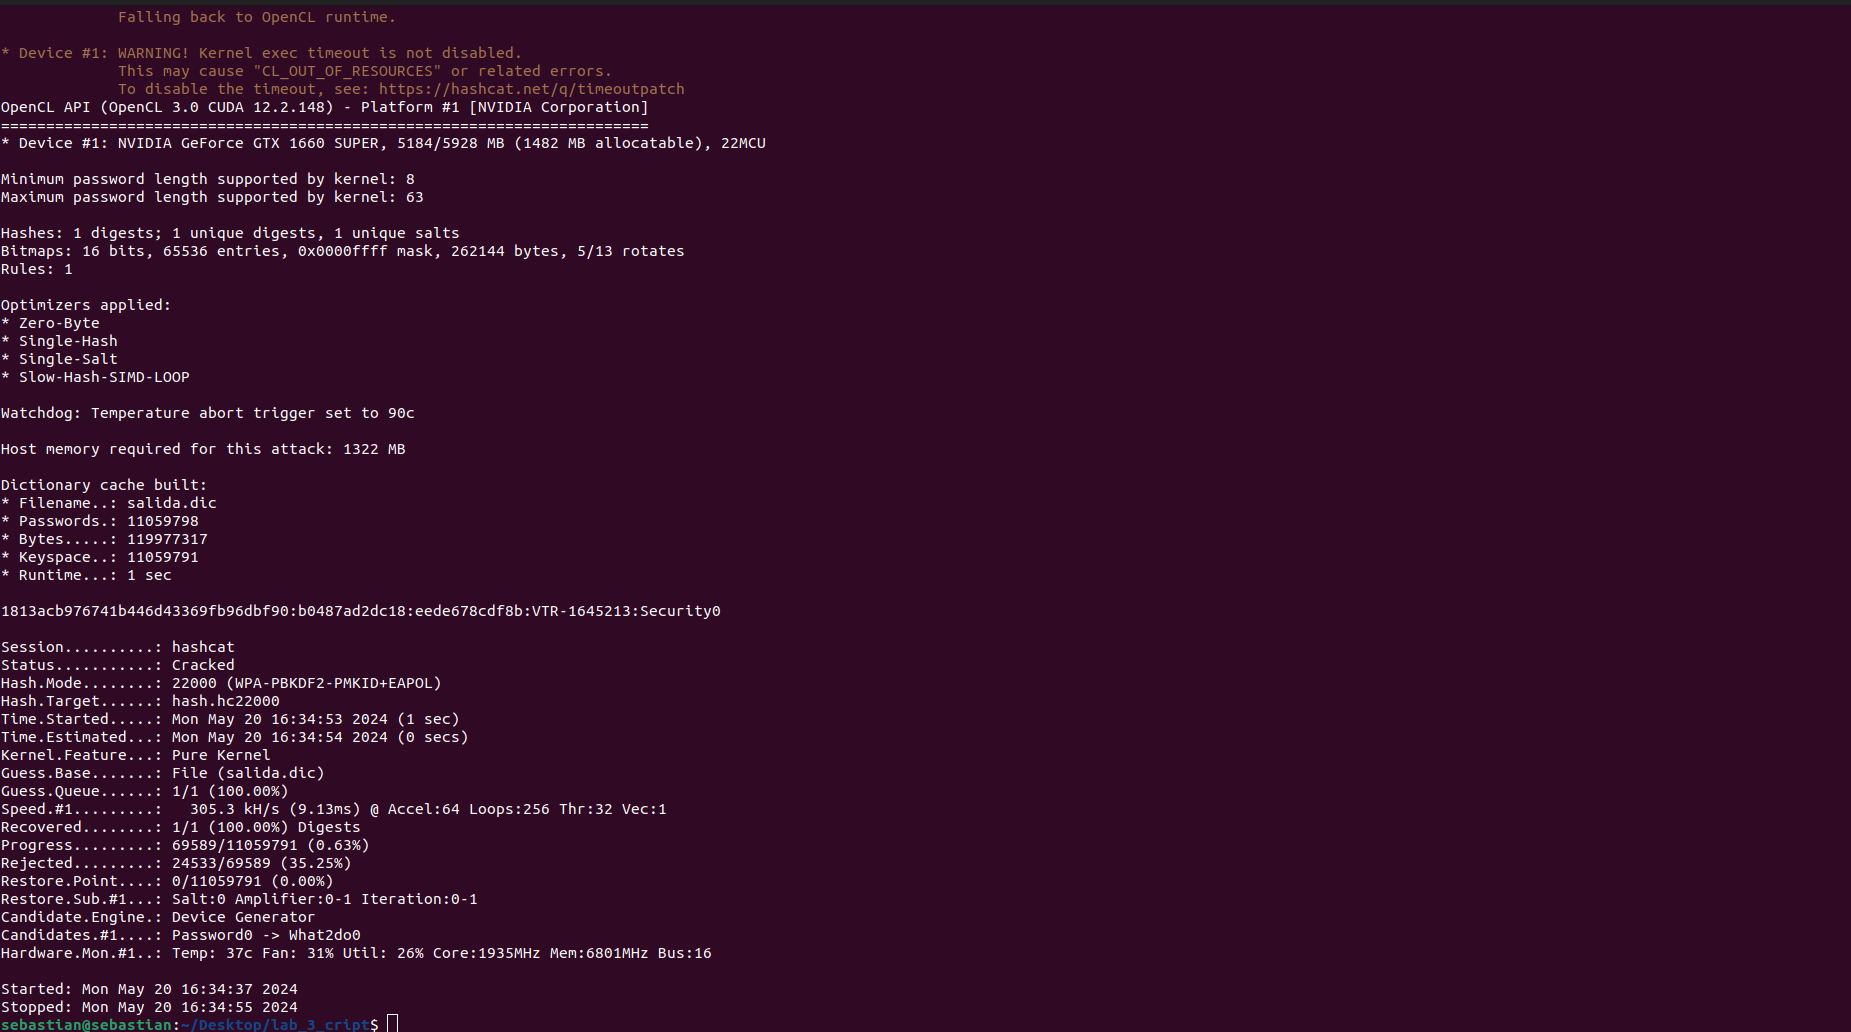 Falling back to OpenCL runtime.
* Device #1: WARNING! Kernel exec timeout is not disabled.
This may cause "CL_OUT_OF_RESOURCES" or related errors.
To disable the timeout, see: https://hashcat.net/q/timeoutpatch
OpenCL API (OpenCL 3.0 CUDA 12.2.148) - Platform #1 [NVIDIA Corporation]
========================================================================
* Device #1: NVIDIA GeForce GTX 1660 SUPER, 5184/5928 MB (1482 MB allocatable), 22MCU
Minimum password length supported by kernel: 8
Maximum password length supported by kernel: 63
Hashes: 1 digests; 1 unique digests, 1 unique salts
Bitmaps: 16 bits, 65536 entries, 0x0000ffff mask, 262144 bytes, 5/13 rotates
Rules: 1
Optimizers applied:
* Zero-Byte
* Single-Hash
* Single-Salt
* Slow-Hash-SIMD-LOOP
Watchdog: Temperature abort trigger set to 90c
Host memory required for this attack: 1322 MB
Dictionary cache built:
* Filename..: salida.dic
* Passwords.: 11059798
* Bytes.....: 119977317
* Keyspace..: 11059791
* Runtime...: 1 sec
1813acb976741b446d43369fb96dbf90:b0487ad2dc18:eede678cdf8b:VTR-1645213:Security0
Session..........: hashcat
Status...........: Cracked
Hash.Mode........: 22000 (WPA-PBKDF2-PMKID+EAPOL)
Hash.Target......: hash.hc22000
Time.Started.....: Mon May 20 16:34:53 2024 (1 sec)
Time.Estimated...: Mon May 20 16:34:54 2024 (0 secs)
Kernel.Feature...: Pure Kernel
Guess.Base.......: File (salida.dic)
Guess.Queue......: 1/1 (100.00%)
Speed.#1.........:   305.3 kH/s (9.13ms) @ Accel:64 Loops:256 Thr:32 Vec:1
Recovered........: 1/1 (100.00%) Digests
Progress.........: 69589/11059791 (0.63%)
Rejected.........: 24533/69589 (35.25%)
Restore.Point....: 0/11059791 (0.00%)
Restore.Sub.#1...: Salt:0 Amplifier:0-1 Iteration:0-1
Candidate.Engine.: Device Generator
Candidates.#1....: Password0 -> What2do0
Hardware.Mon.#1..: Temp: 37c Fan: 31% Util: 26% Core:1935MHz Mem:6801MHz Bus:16
Started: Mon May 20 16:34:37 2024
Stopped: Mon May 20 16:34:55 2024
sebastian@sebastian:~/Desktop/lab_3_cript$